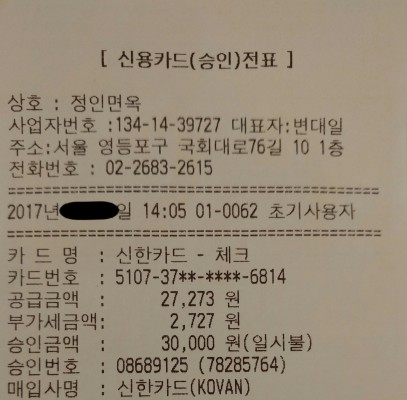 [ 신용카드(승인)전표 ]
상호 : 정인면옥
사업자번호 :134-14-39727 대표자:변대일
주소:서울 영등포구 국회대로76길 10 1층
전화번호 : 02-2683-2615
========================================
2017년 일 14:05 01-0062 초기사용자
========================================
카 드 명 : 신한카드 - 체크
카드번호 : 5107-37**-****-6814
공급금액 : 27,273 원
부가세금액: 2,727 원
승인금액 : 30,000 원(일시불)
승인번호 : 08689125 (78285764)
매입사명 : 신한카드(KOVAN)